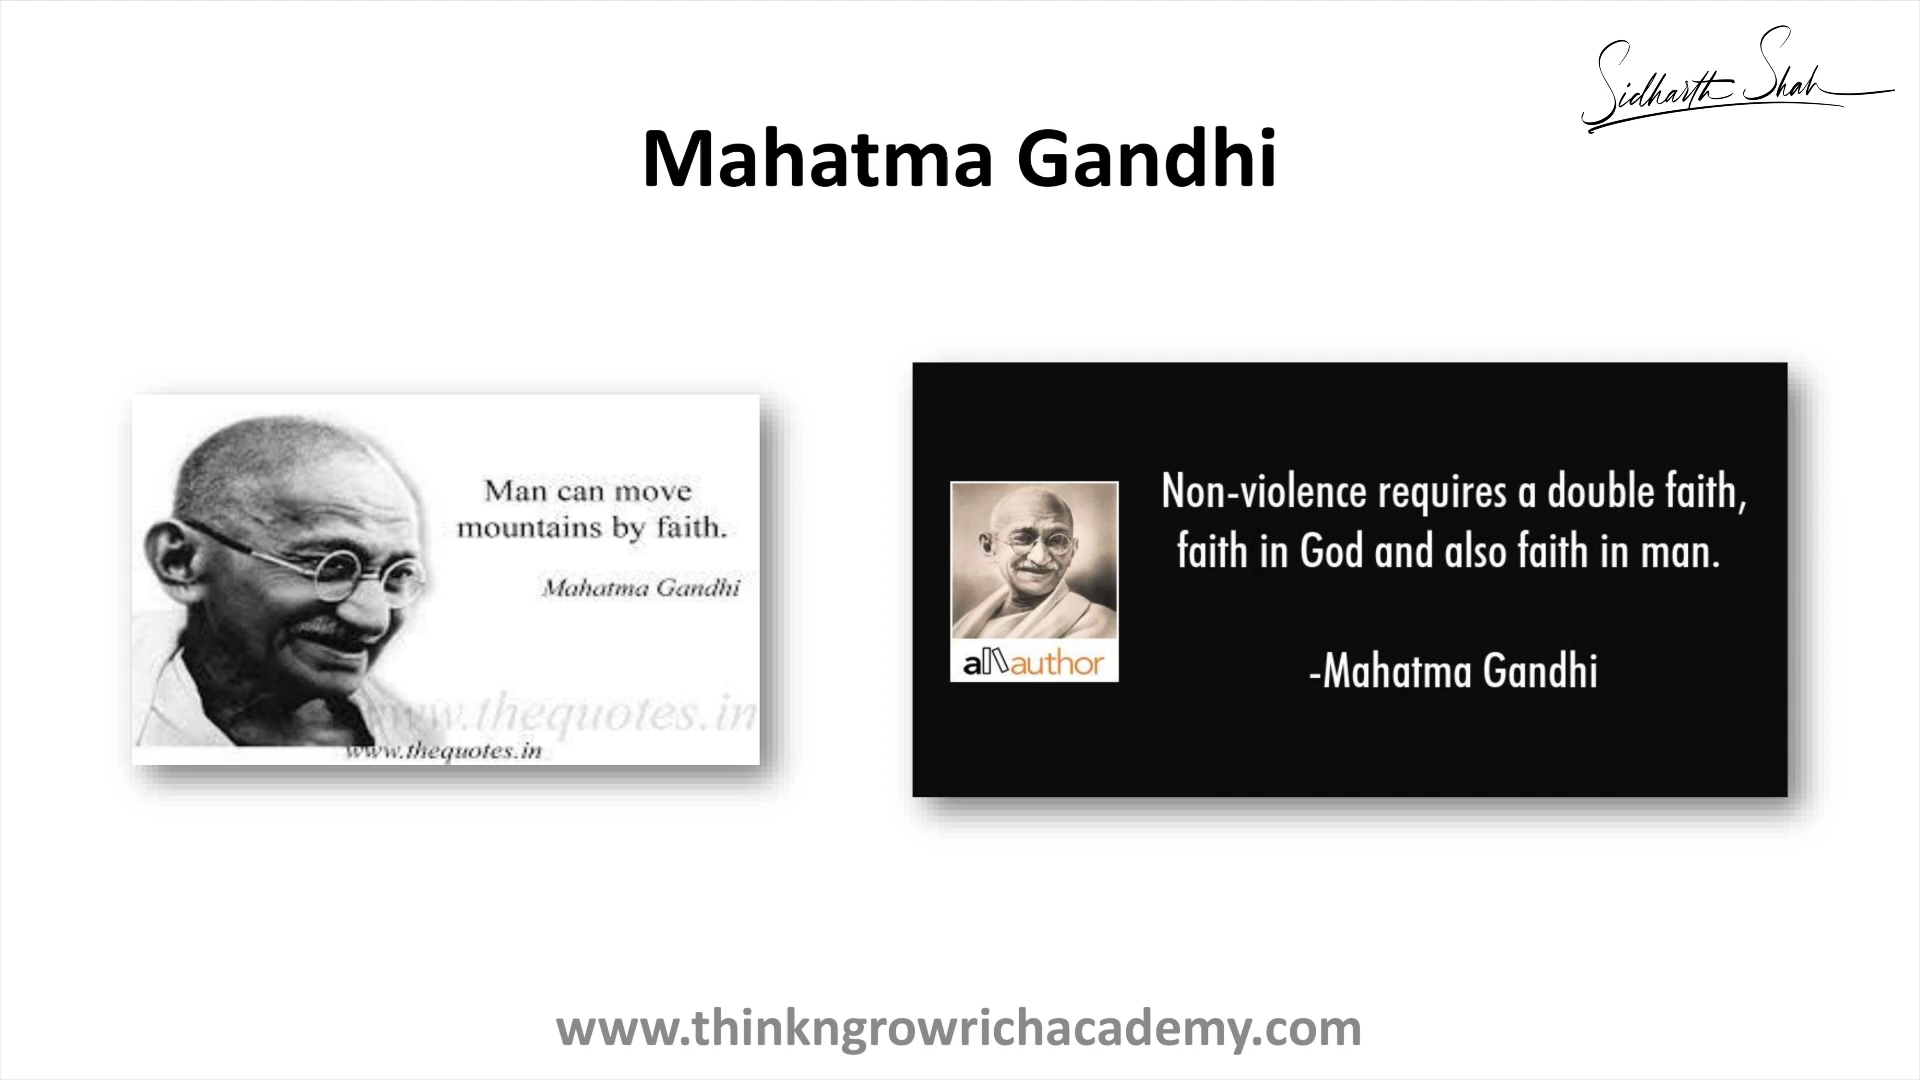 Sidharth Shah
Mahatma Gandhi
Man can move
mountains by faith.
Mahatma Gandhi
www.thequotes.in
www.thequotes.in
Non-violence requires a double faith,
faith in God and also faith in man.
-Mahatma Gandhi
allauthor
www.thinkngrowrichacademy.com